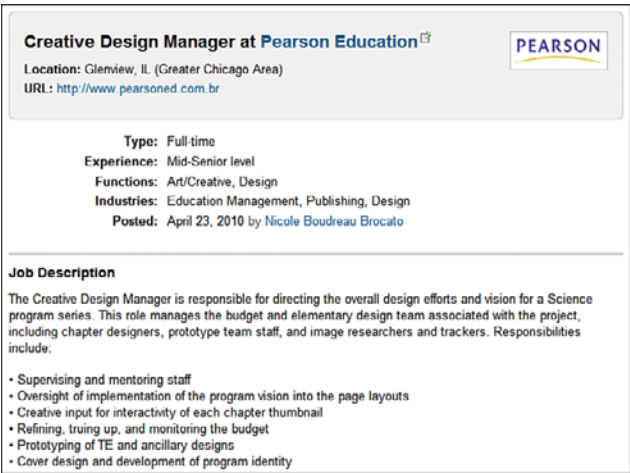 Creative Design Manager at Pearson Education
PEARSON
Location: Glenview, IL (Greater Chicago Area)
URL: http://www.pearsoned.com.br
Type: Full-time
Experience: Mid-Senior level
Functions: Art/Creative, Design
Industries: Education Management, Publishing, Design
Posted: April 23, 2010 by Nicole Boudreau Brocato
Job Description
The Creative Design Manager is responsible for directing the overall design efforts and vision for a Science
program series. This role manages the budget and elementary design team associated with the project,
including chapter designers, prototype team staff, and image researchers and trackers. Responsibilities
include:
• Supervising and mentoring staff
• Oversight of implementation of the program vision into the page layouts
• Creative input for interactivity of each chapter thumbnail
• Refining, truing up, and monitoring the budget
• Prototyping of TE and ancillary designs
• Cover design and development of program identity